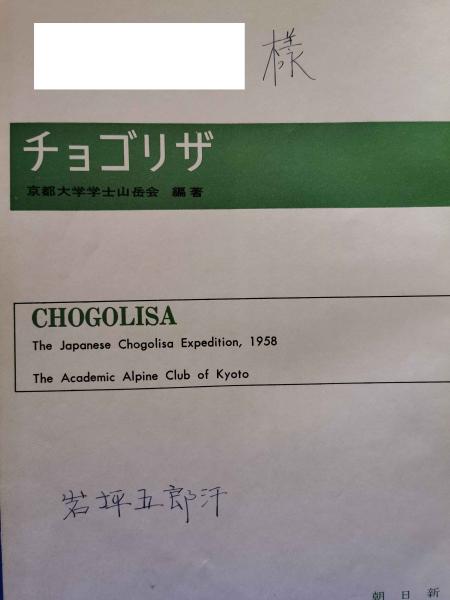 様
チョゴリザ
京都大学学士山岳会 編著
CHOGOLISA
The Japanese Chogolisa Expedition, 1958
The Academic Alpine Club of Kyoto
岩坪五郎汗
朝日新